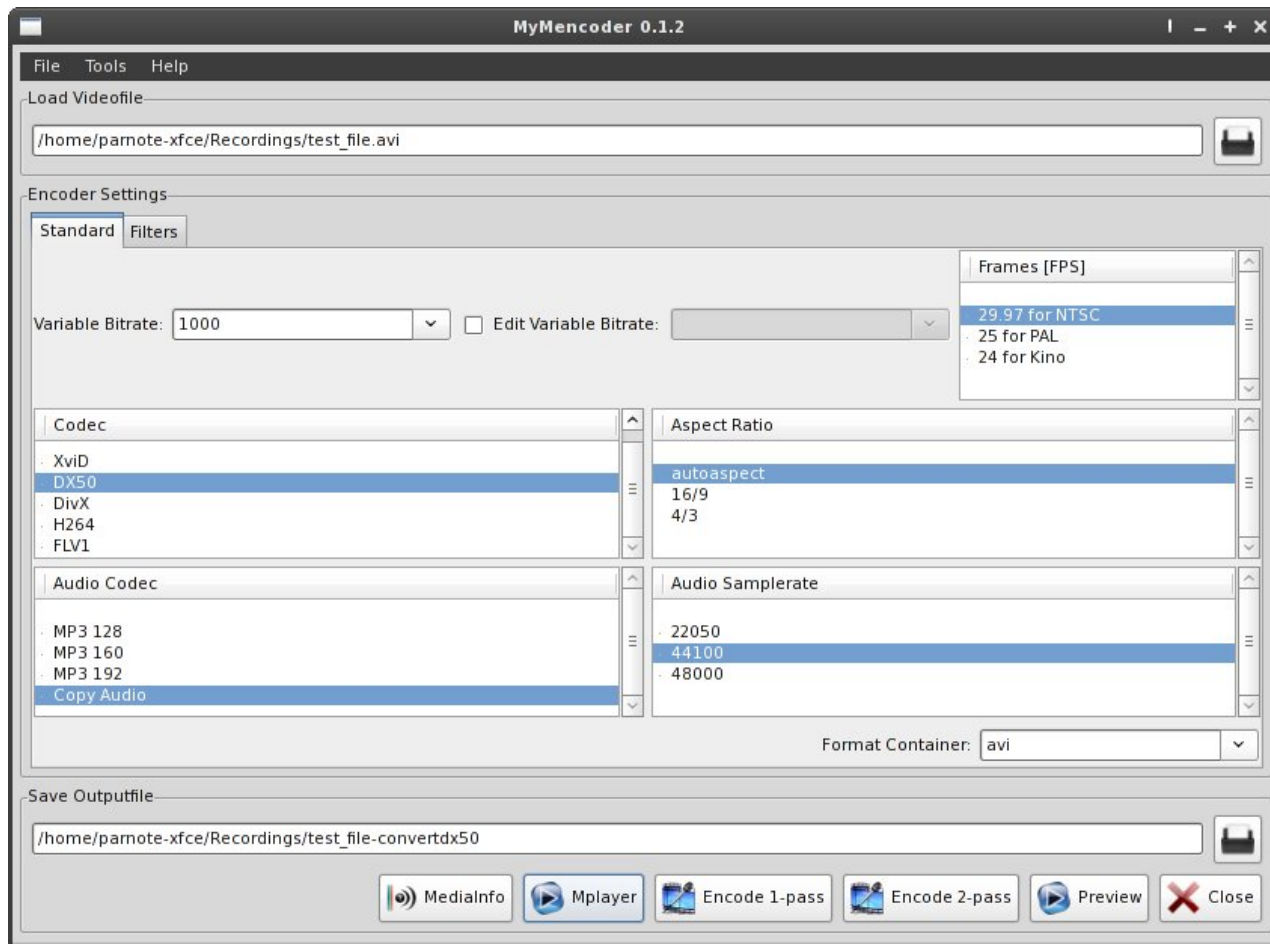 MyMencoder 0.1.2
File Tools Help
Load Videofile
/home/parnote-xfce/Recordings/test_file.avi
Encoder Settings
Standard Filters
Frames [FPS]
29.97 for NTSC
25 for PAL
24 for Kino
Variable Bitrate: 1000 Edit Variable Bitrate:
Codec
XviD
DX50
DivX
H264
FLV1
Aspect Ratio
autoaspect
16/9
4/3
Audio Codec
MP3 128
MP3 160
MP3 192
Copy Audio
Audio Samplerate
22050
44100
48000
Format Container: avi
Save Outputfile
/home/parnote-xfce/Recordings/test_file-convertdx50
MediaInfo Mplayer Encode 1-pass Encode 2-pass Preview Close